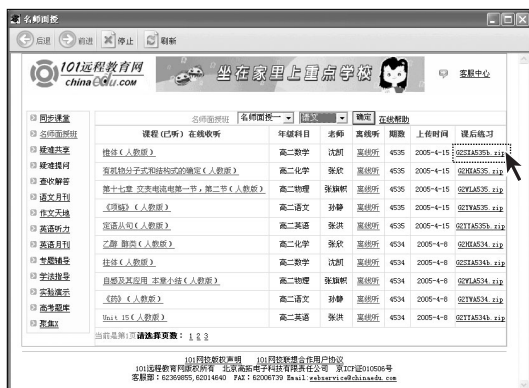 名师面授
后退 前进 停止 刷新
101远程教育网
chinaedu.com
坐在家里上重点学校
客服中心
同步课堂
名师面授班
疑难共享
疑难提问
查收解答
语文月刊
作文天地
英语听力
英语月刊
专题辅导
学法指导
实验演示
高考题库
聚焦X
名师面授班 名师面授一 语文 确定 在线帮助
课程(已听)在线收听 年级科目 老师 离线听 期数 上传时间 课后练习
椎体(人教版) 高二数学 沈凯 离线听 4535 2005-4-15 G2SXA535b.zip
有机物分子式和结构式的确定(人教版) 高二化学 张欣 离线听 4535 2005-4-15 G2HXA535.zip
第十七章 交变电流电第一节,第二节(人教版) 高二物理 张旗帜 离线听 4535 2005-4-15 G2WLA535.zip
《项链》(人教版) 高二语文 孙静 离线听 4535 2005-4-15 G2YWA535.zip
定语从句(人教版) 高二英语 张洪 离线听 4535 2005-4-15 G2YYA535b.zip
乙醇 醇类(人教版) 高二化学 张欣 离线听 4534 2005-4-8 G2HXA534.zip
柱体(人教版) 高二数学 沈凯 离线听 4534 2005-4-8 G2SXA534b.zip
自感及其应用 本章小结(人教版) 高二物理 张旗帜 离线听 4534 2005-4-8 G2WLA534.zip
《药》(人教版) 高二语文 孙静 离线听 4534 2005-4-8 G2YWA534.zip
Unit 15(人教版) 高二英语 张洪 离线听 4534 2005-4-8 G2YYA534b.zip
当前是第1页请选择页数: 1 2 3
101网校版权声明 101网校联想合作用户协议
101远程教育网版权所有 北京高拓电子科技有限责任公司 京ICP证010506号
客服部:62369855,62014640 FAX:62006739 Email:webservice@chinaedu.com